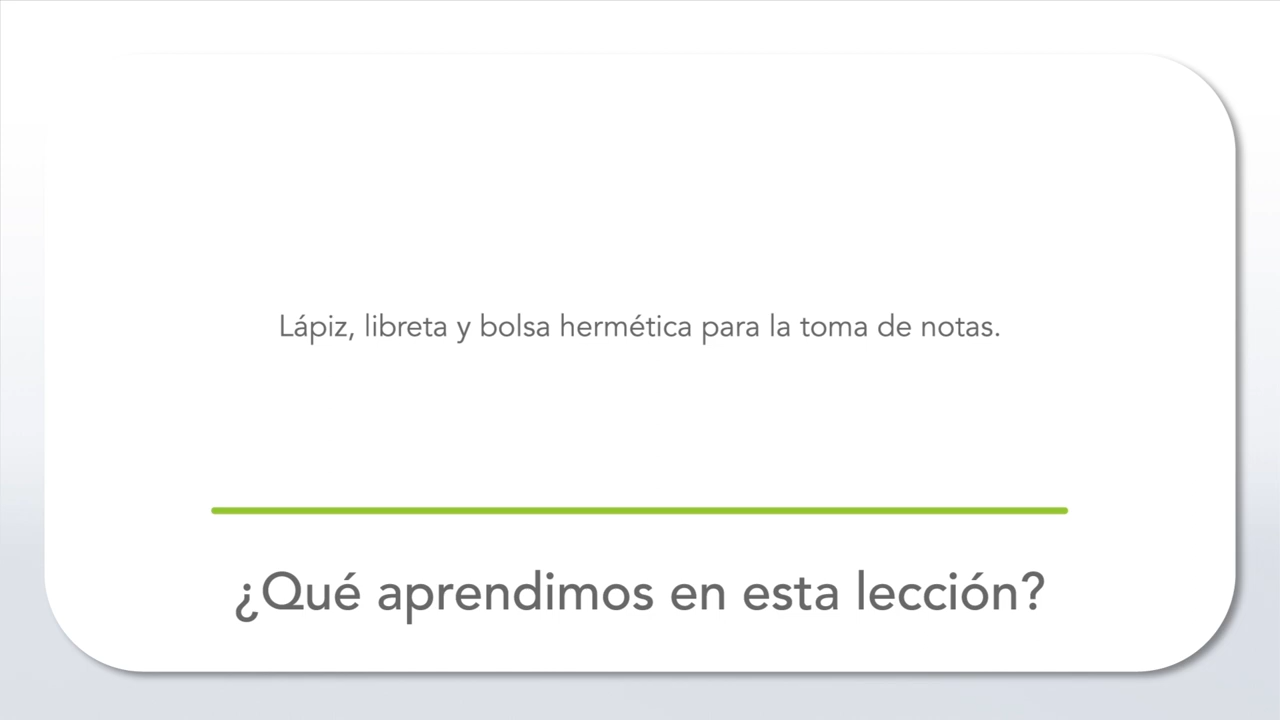 Lápiz, libreta y bolsa hermética para la toma de notas.
¿Qué aprendimos en esta lección?